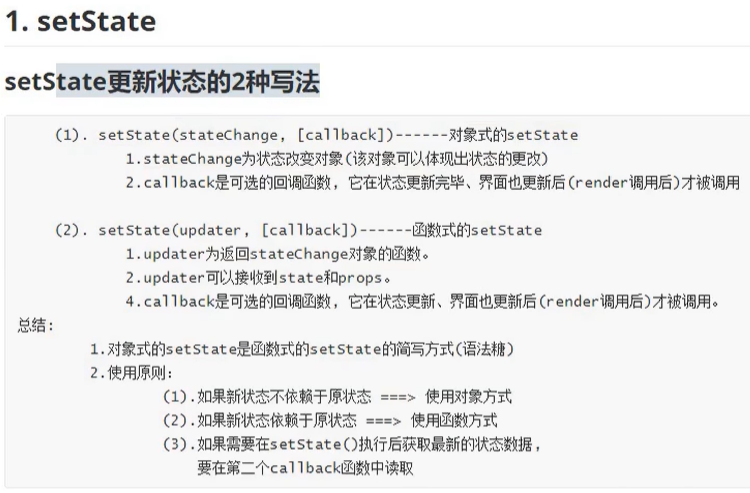 1. setState
setState更新状态的2种写法
(1). setState(stateChange, [callback])------对象式的setState
1.stateChange为状态改变对象(该对象可以体现出状态的更改)
2.callback是可选的回调函数, 它在状态更新完毕、界面也更新后(render调用后)才被调用
(2). setState(updater, [callback])------函数式的setState
1.updater为返回stateChange对象的函数。
2.updater可以接收到state和props。
4.callback是可选的回调函数, 它在状态更新、界面也更新后(render调用后)才被调用。
总结:
1.对象式的setState是函数式的setState的简写方式(语法糖)
2.使用原则:
(1).如果新状态不依赖于原状态 ===> 使用对象方式
(2).如果新状态依赖于原状态 ===> 使用函数方式
(3).如果需要在setState()执行后获取最新的状态数据,
要在第二个callback函数中读取